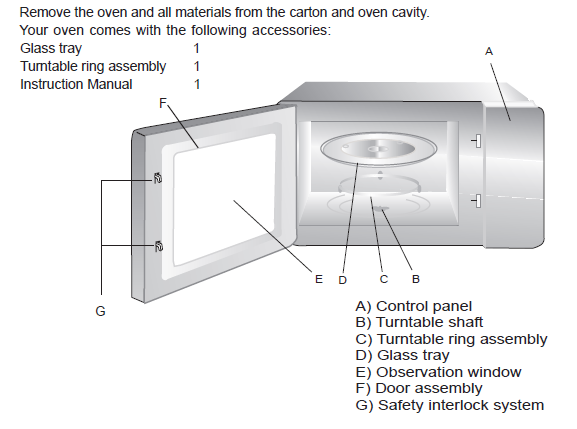 Remove the oven and all materials from the carton and oven cavity.
Your oven comes with the following accessories:
Glass tray 1
Turntable ring assembly 1
Instruction Manual 1
A
F
E D C B
G
A) Control panel
B) Turntable shaft
C) Turntable ring assembly
D) Glass tray
E) Observation window
F) Door assembly
G) Safety interlock system